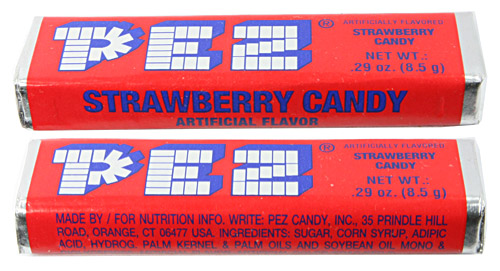 PEZ®
ARTIFICIALLY FLAVORED
STRAWBERRY
CANDY
NET WT.:
.29 oz. (8.5 g)
STRAWBERRY CANDY
ARTIFICIAL FLAVOR
PEZ®
ARTIFICIALLY FLAVORED
STRAWBERRY
CANDY
NET WT.:
.29 oz. (8.5 g)
MADE BY / FOR NUTRITION INFO. WRITE: PEZ CANDY, INC., 35 PRINDLE HILL
ROAD, ORANGE, CT 06477 USA. INGREDIENTS: SUGAR, CORN SYRUP, ADIPIC
ACID, HYDROG. PALM KERNEL & PALM OILS AND SOYBEAN OIL, MONO &